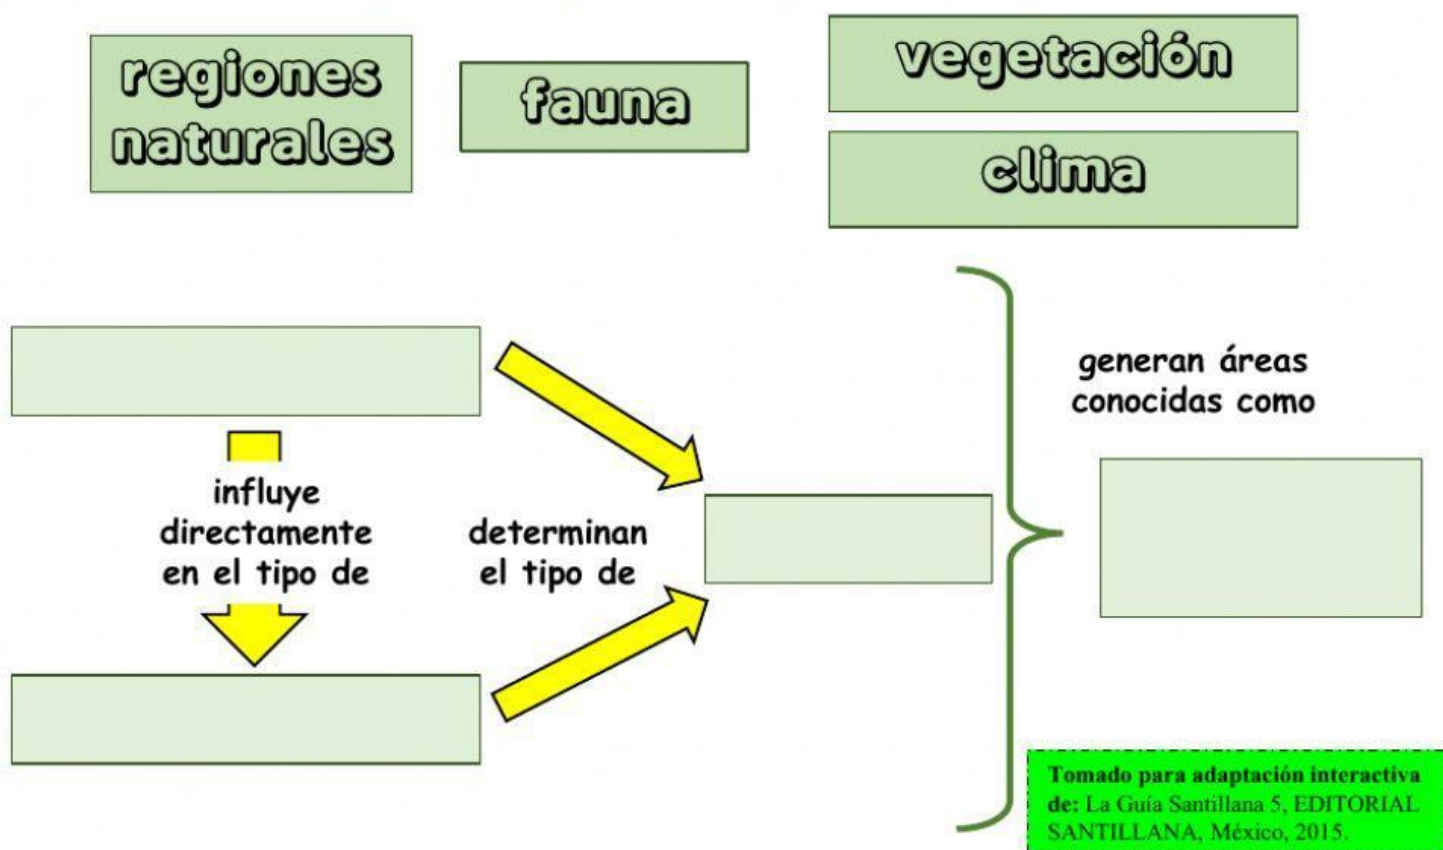 regiones
naturales
fauna
vegetación
clima
generan áreas
conocidas como
influye
directamente
en el tipo de
determinan
el tipo de
Tomado para adaptación interactiva
de: La Guía Santillana 5, EDITORIAL
SANTILLANA, México, 2015.